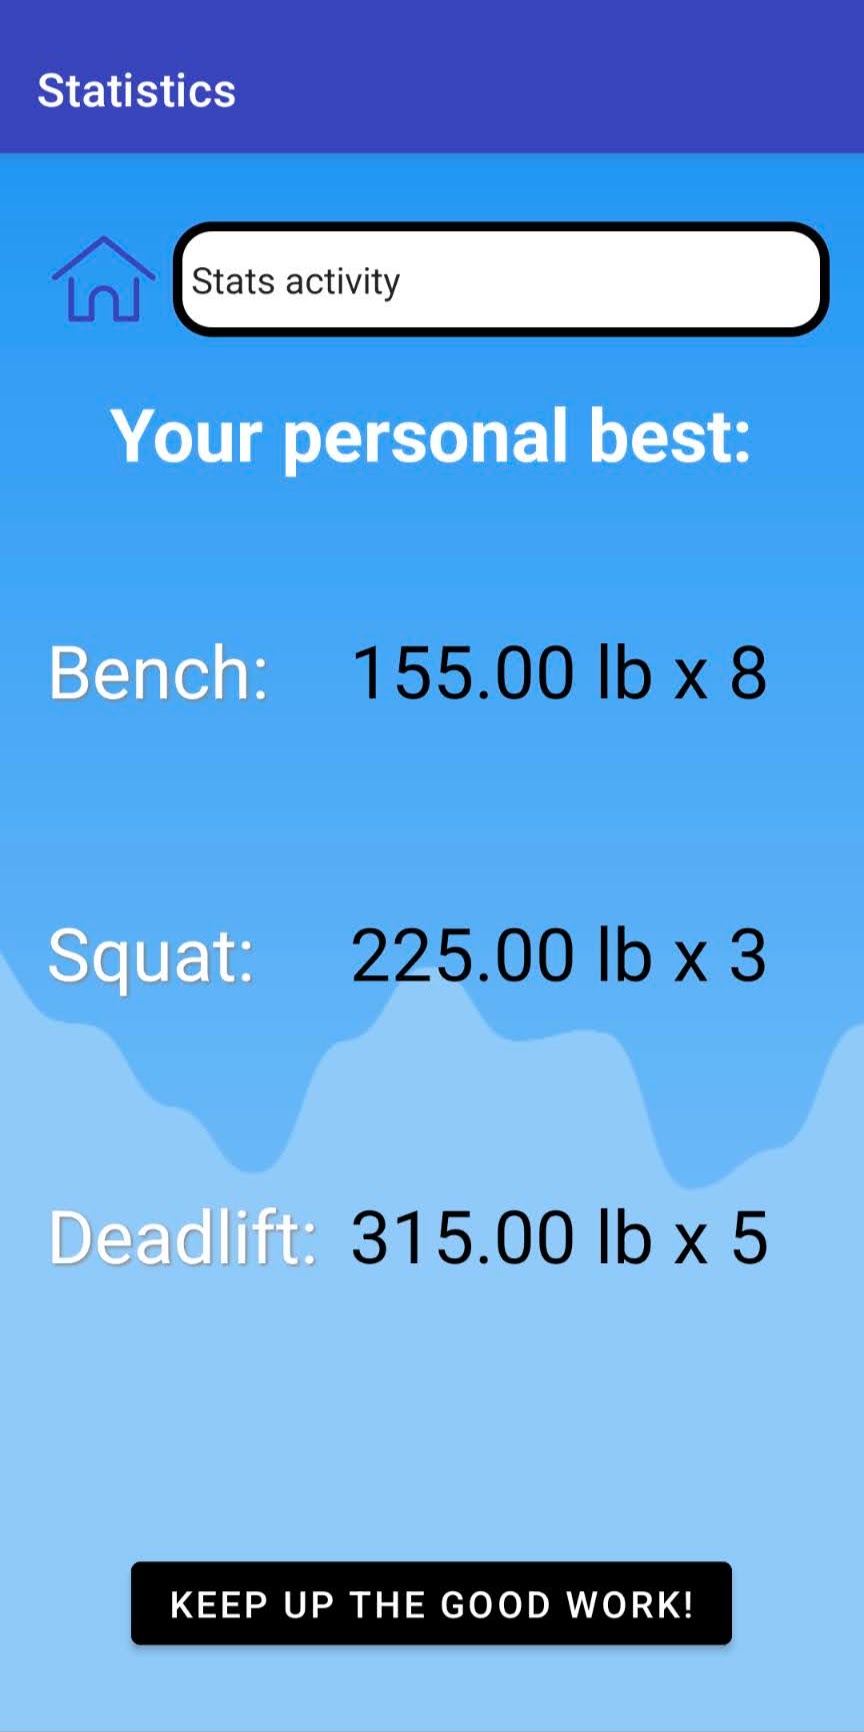 Statistics
Stats activity
Your personal best:
Bench: 155.00 lb x 8
Squat: 225.00 lb x 3
Deadlift: 315.00 lb x 5
KEEP UP THE GOOD WORK!